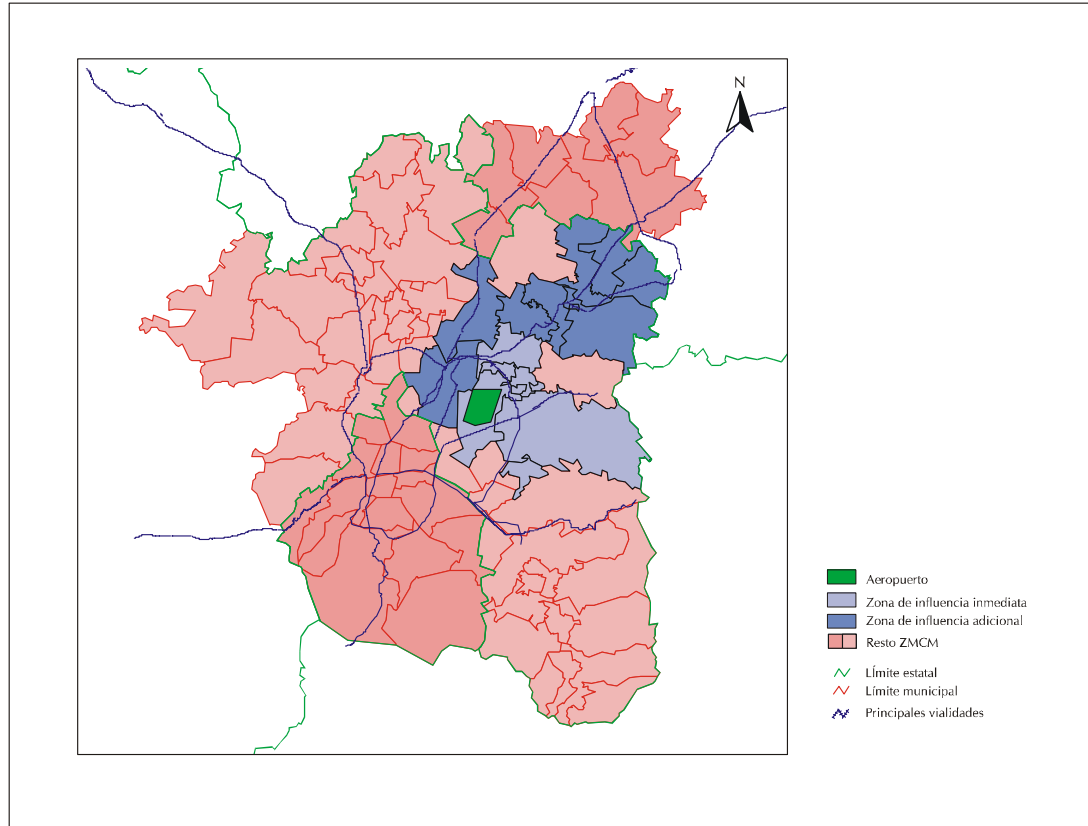 N
Aeropuerto
Zona de influencia inmediata
Zona de influencia adicional
Resto ZMCM
LÍmite estatal
Límite municipal
Principales vialidades